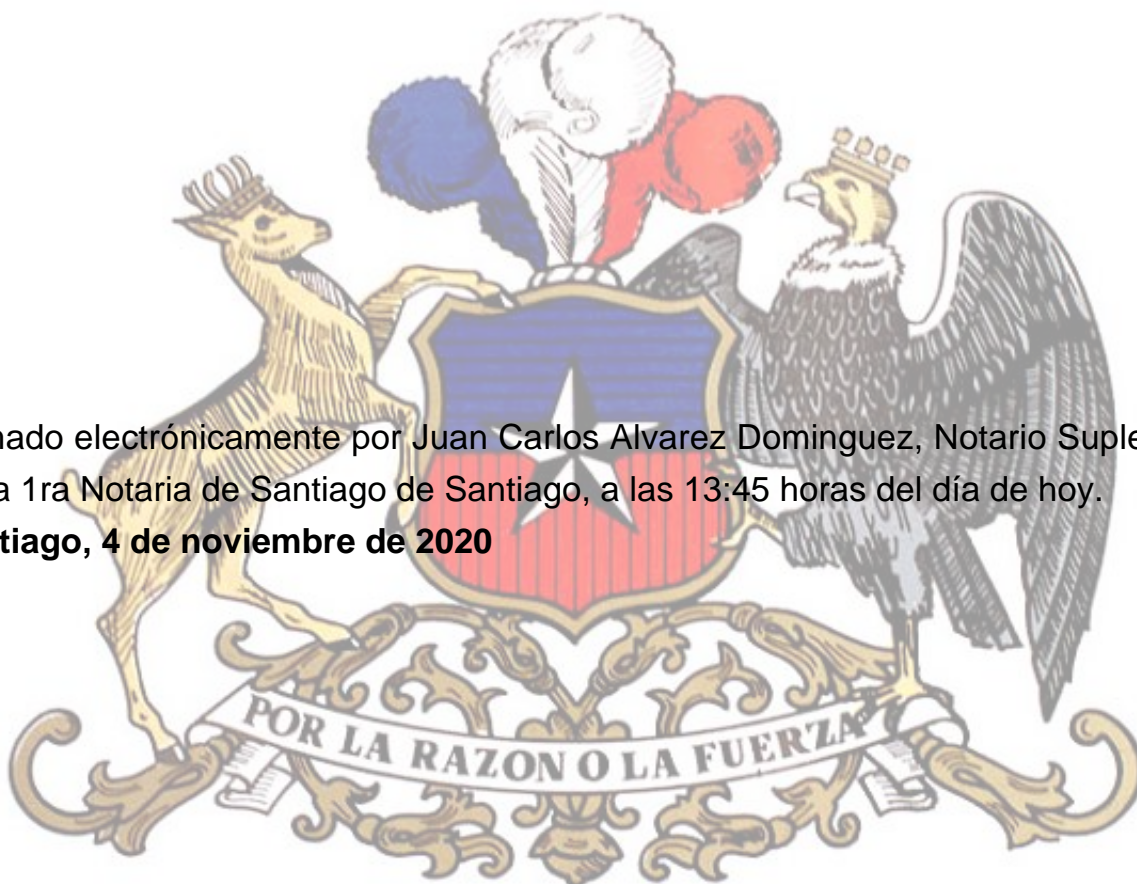 nado electrónicamente por Juan Carlos Alvarez Dominguez, Notario Suple
a 1ra Notaria de Santiago de Santiago, a las 13:45 horas del día de hoy.
tiago, 4 de noviembre de 2020
POR LA RAZON O LA FUERZA